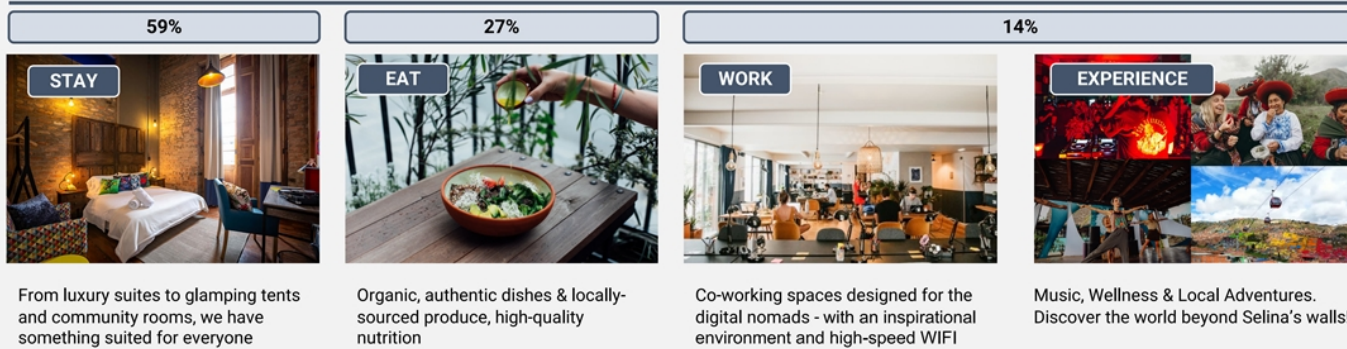 59%
27%
14%
STAY
EAT
WORK
EXPERIENCE
From luxury suites to glamping tents
and community rooms, we have
something suited for everyone
Organic, authentic dishes & locally-
sourced produce, high-quality
nutrition
Co-working spaces designed for the
digital nomads - with an inspirational
environment and high-speed WIFI
Music, Wellness & Local Adventures.
Discover the world beyond Selina's walls!